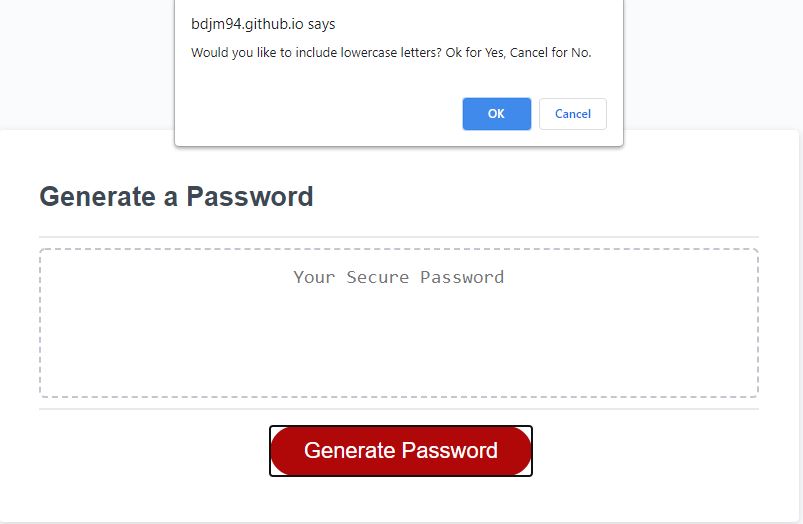 bdjm94.github.io says
Would you like to include lowercase letters? Ok for Yes, Cancel for No.
OK
Cancel
Generate a Password
Your Secure Password
Generate Password